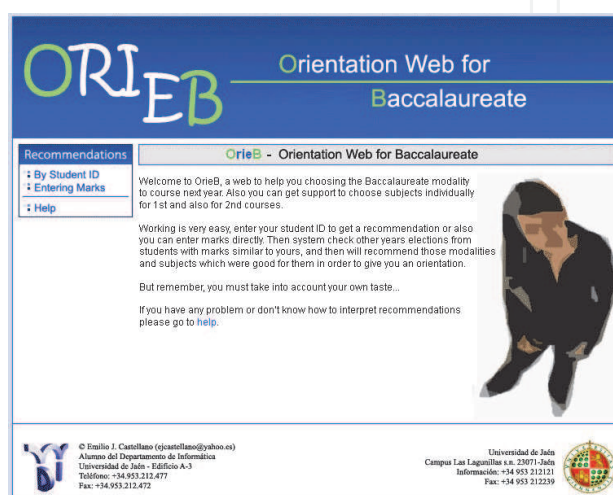 ORIEB
Orientation Web for
Baccalaureate
Recommendations
By Student ID
Entering Marks
Help
OrieB - Orientation Web for Baccalaureate
Welcome to OrieB, a web to help you choosing the Baccalaureate modality
to course next year. Also you can get support to choose subjects individually
for 1st and also for 2nd courses.
Working is very easy, enter your student ID to get a recommendation or also
you can enter marks directly. Then system check other years elections from
students with marks similar to yours, and then will recommend those modalities
and subjects which were good for them in order to give you an orientation.
But remember, you must take into account your own taste...
If you have any problem or don't know how to interpret recommendations
please go to help.
© Emilio J. Castellano (ejcastellano@yahoo.es)
Alumno del Departamento de Informática
Universidad de Jaén - Edificio A-3
Teléfono: +34.953.212.477
Fax: +34.953.212.472
Universidad de Jaén
Campus Las Lagunillas s.n. 23071-Jaén
Información: +34 953 212121
Fax: +34 953 212239